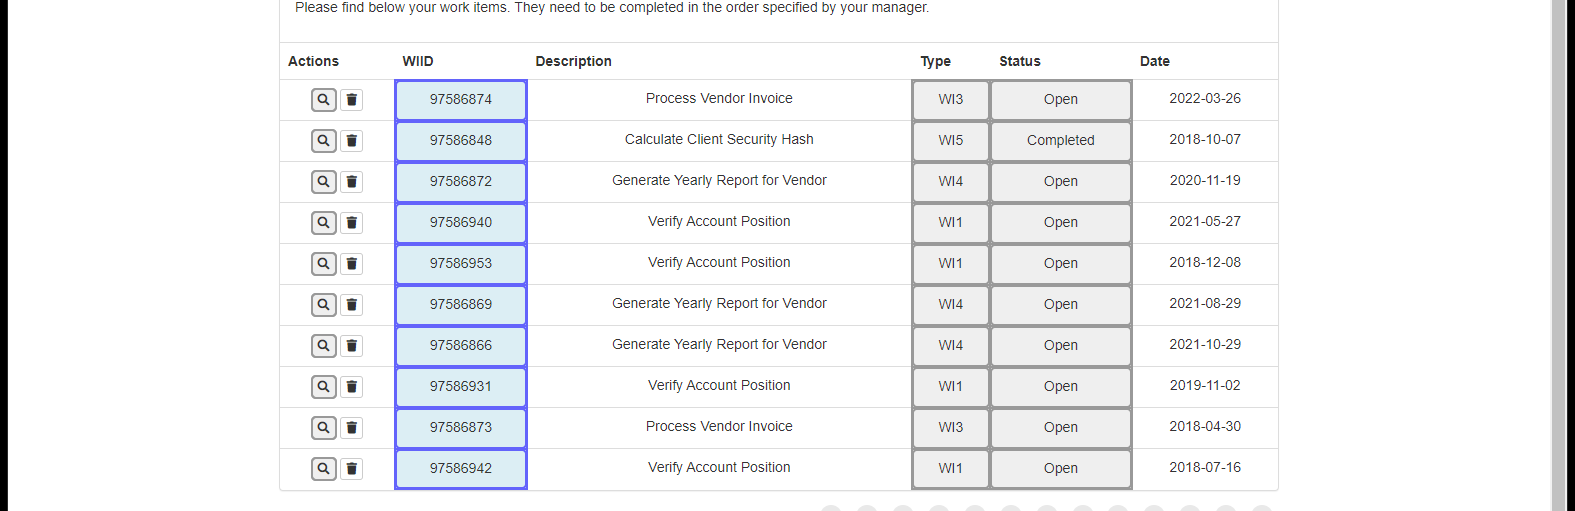 Please find below your work items. They need to be completed in the order specified by your manager.
Actions WIID Description Type Status Date
97586874 Process Vendor Invoice WI3 Open 2022-03-26
97586848 Calculate Client Security Hash WI5 Completed 2018-10-07
97586872 Generate Yearly Report for Vendor WI4 Open 2020-11-19
97586940 Verify Account Position WI1 Open 2021-05-27
97586953 Verify Account Position WI1 Open 2018-12-08
97586869 Generate Yearly Report for Vendor WI4 Open 2021-08-29
97586866 Generate Yearly Report for Vendor WI4 Open 2021-10-29
97586931 Verify Account Position WI1 Open 2019-11-02
97586873 Process Vendor Invoice WI3 Open 2018-04-30
97586942 Verify Account Position WI1 Open 2018-07-16